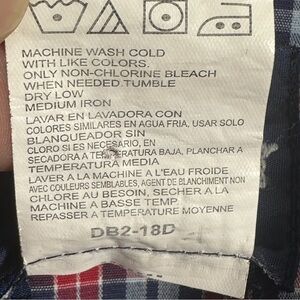 MACHINE WASH COLD
WITH LIKE COLORS.
ONLY NON-CHLORINE BLEACH
WHEN NEEDED.TUMBLE
DRY LOW
MEDIUM IRON
LAVAR EN LAVADORA CON
COLORES SIMILARES EN AGUA FRIA, USAR SOLO
BLANQUEADOR SIN
CLORO SI ES NECESARIO, EN
SECADORA A TEMPERATURA BAJA, PLANCHAR A
TEMPERATURA MEDIA
LAVER A LA MACHINE A L'EAU FROIDE
AVEC COULEURS SEMBLABLES, AGENT DE BLANCHIMENT NON
CHLORE AU BESOIN, SECHER A LA
MACHINE A BASSE TEMP.
REPASSER A TEMPERATURE MOYENNE
DB2-18D